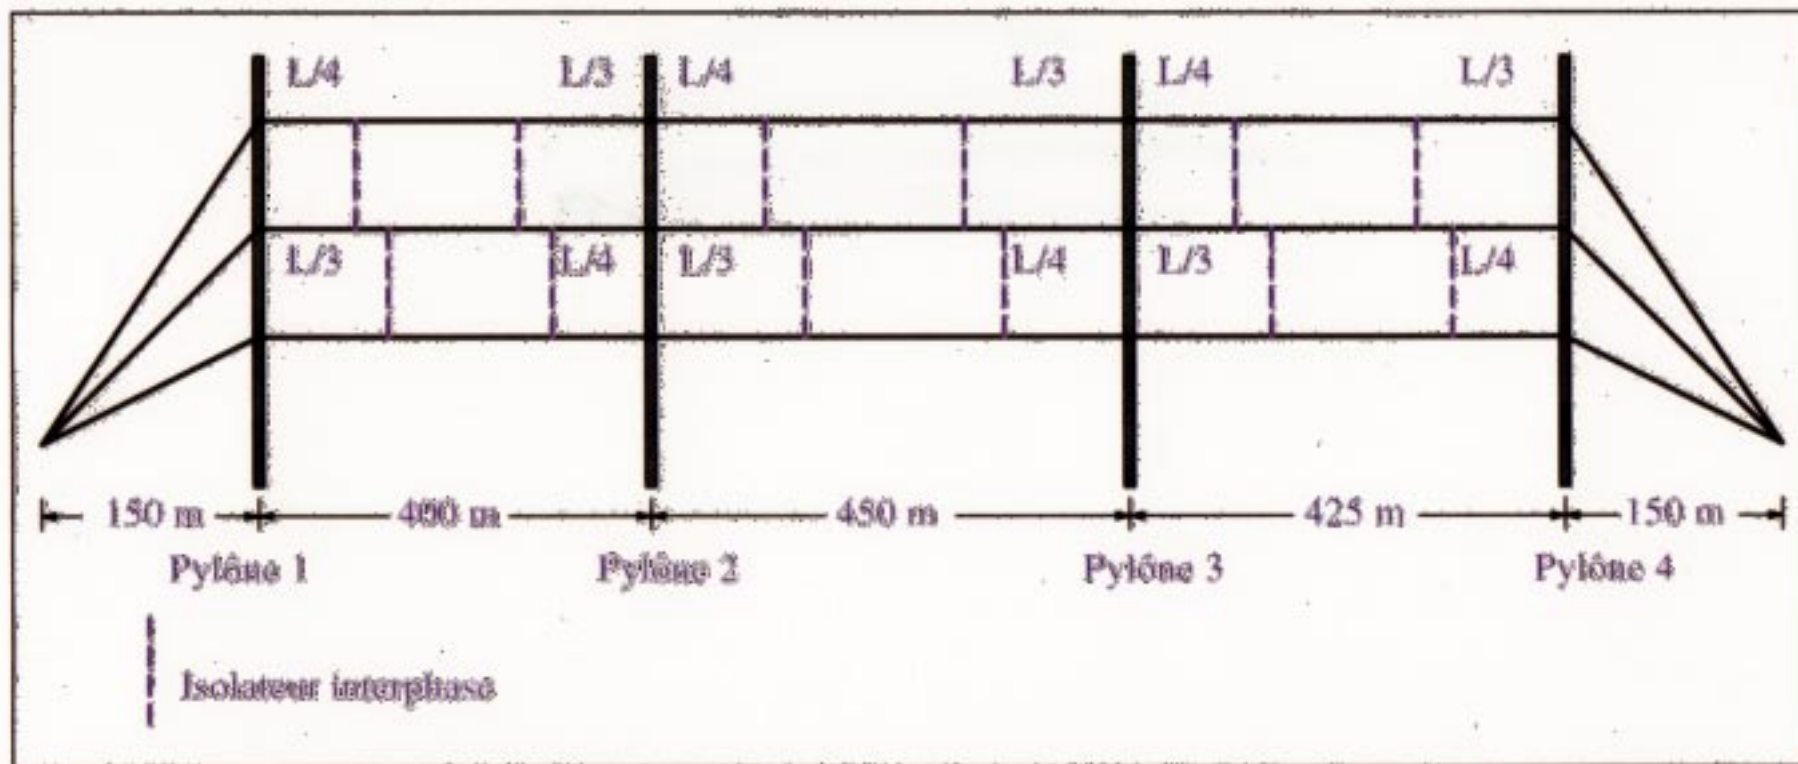 L/4 L/3 L/4 L/3 L/4 L/3
L/3 L/4 L/3 L/4 L/3 L/4
150 m 400 m 450 m 425 m 150 m
Pylône 1 Pylône 2 Pylône 3 Pylône 4
Isolateur interphase